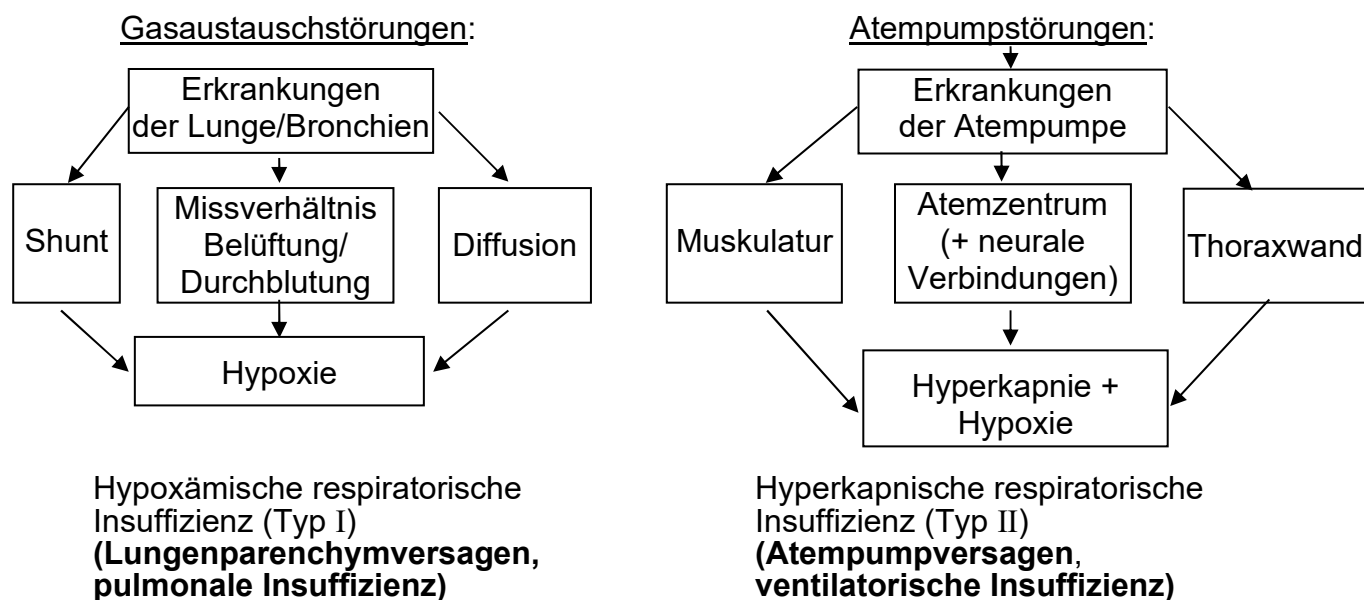 Gasaustauschstörungen:
Erkrankungen
der Lunge/Bronchien
Shunt
Missverhältnis
Belüftung/
Durchblutung
Diffusion
Hypoxie
Hypoxämische respiratorische
Insuffizienz (Typ I)
(Lungenparenchymversagen,
pulmonale Insuffizienz)
Atempumpstörungen:
Erkrankungen
der Atempumpe
Muskulatur
Atemzentrum
(+ neurale
Verbindungen)
Thoraxwand
Hyperkapnie +
Hypoxie
Hyperkapnische respiratorische
Insuffizienz (Typ II)
(Atempumpversagen,
ventilatorische Insuffizienz)